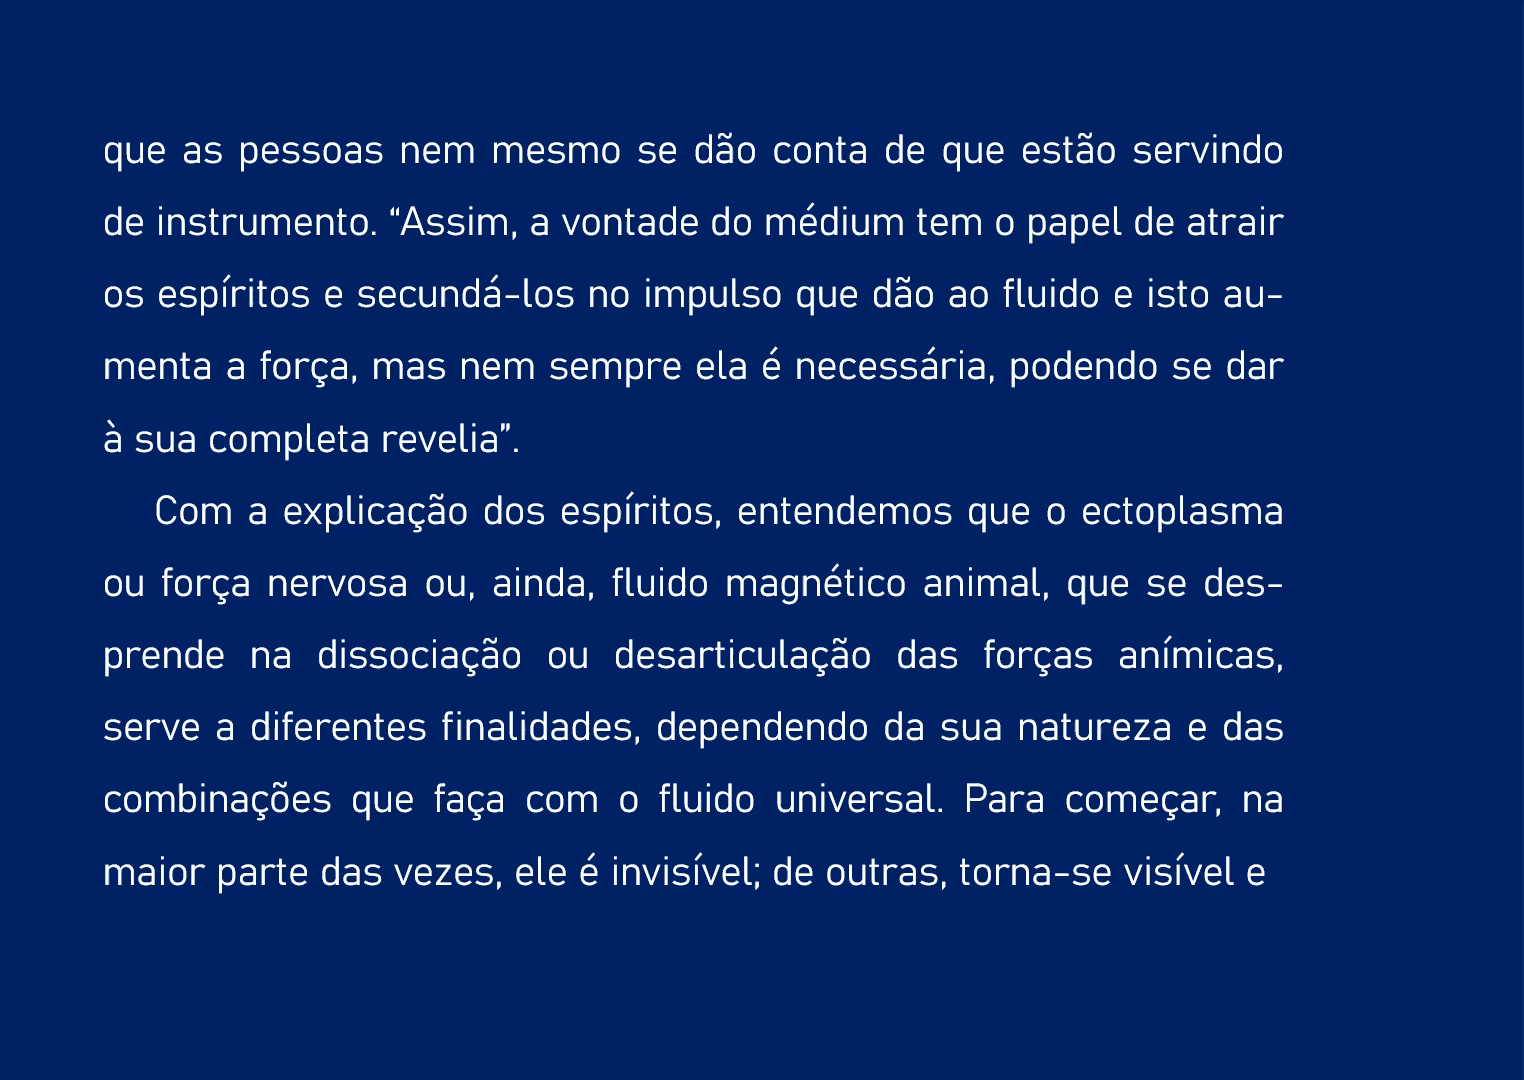 que as pessoas nem mesmo se dão conta de que estão servindo
de instrumento. “Assim, a vontade do médium tem o papel de atrair
os espíritos e secundá-los no impulso que dão ao fluido e isto au-
menta a força, mas nem sempre ela é necessária, podendo se dar
à sua completa revelia”.
Com a explicação dos espíritos, entendemos que o ectoplasma
ou força nervosa ou, ainda, fluido magnético animal, que se des-
prende na dissociação ou desarticulação das forças anímicas,
serve a diferentes finalidades, dependendo da sua natureza e das
combinações que faça com o fluido universal. Para começar, na
maior parte das vezes, ele é invisível; de outras, torna-se visível e